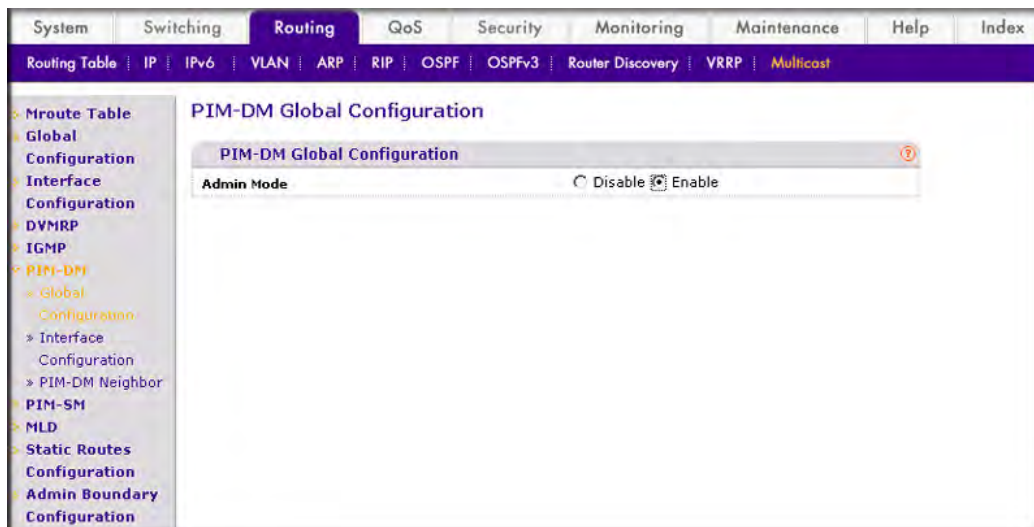 System Switching Routing QoS Security Monitoring Maintenance Help Index
Routing Table IP IPv6 VLAN ARP RIP OSPF OSPFv3 Router Discovery VRRP Multicast
Mroute Table
Global
Configuration
Interface
Configuration
DVMRP
IGMP
PIM-DM
» Global
Configuration
» Interface
Configuration
» PIM-DM Neighbor
PIM-SM
MLD
Static Routes
Configuration
Admin Boundary
Configuration
PIM-DM Global Configuration
PIM-DM Global Configuration ?
Admin Mode Disable Enable